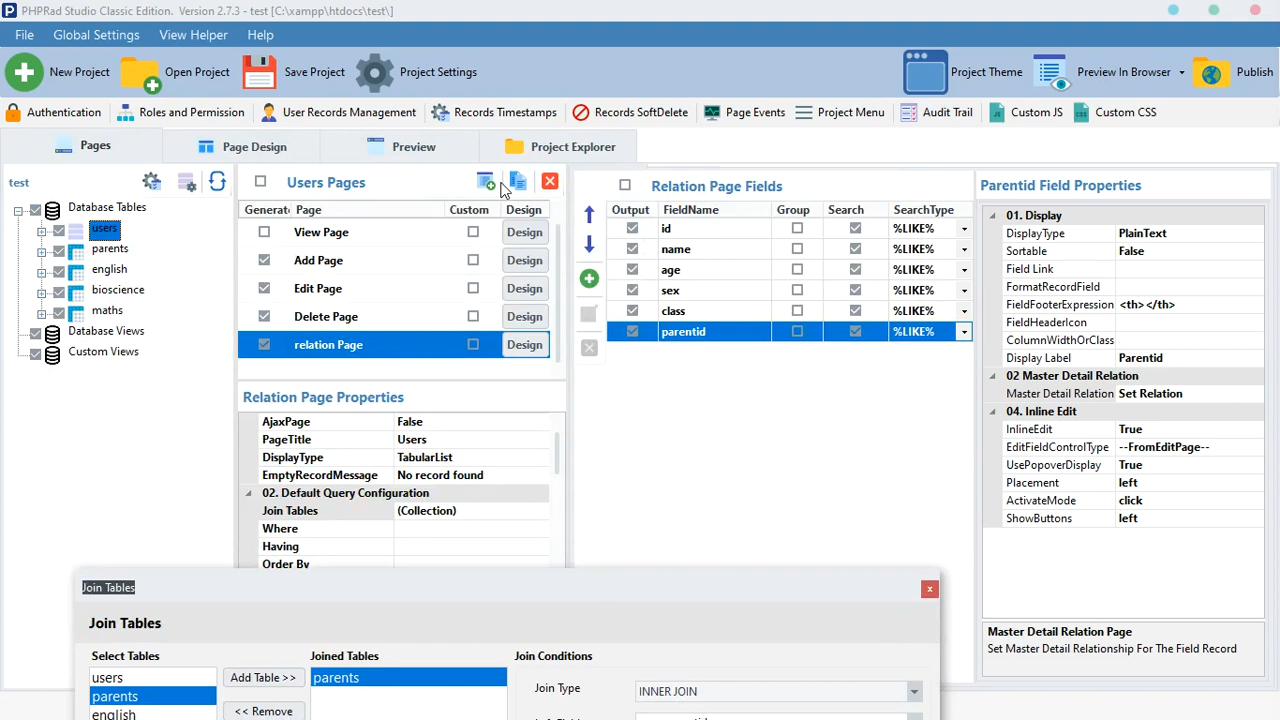 PHPRad Studio Classic Edition. Version 2.7.3 - test [C:\xampp\htdocs\test\]
File Global Settings View Helper Help
New Project Open Project Save Project Project Settings Project Theme Preview In Browser Publish
Authentication Roles and Permission User Records Management Records Timestamps Records SoftDelete Page Events Project Menu Audit Trail Custom JS Custom CSS
Pages Page Design Preview Project Explorer
test
Database Tables
users
parents
english
bioscience
maths
Database Views
Custom Views
Users Pages
Generate Page Custom Design
View Page Design
Add Page Design
Edit Page Design
Delete Page Design
relation Page Design
Relation Page Properties
AjaxPage False
PageTitle Users
DisplayType TabularList
EmptyRecordMessage No record found
02. Default Query Configuration
Join Tables (Collection)
Where
Having
Order By
Relation Page Fields
Output FieldName Group Search SearchType
id %LIKE%
name %LIKE%
age %LIKE%
sex %LIKE%
class %LIKE%
parentid %LIKE%
Parentid Field Properties
01. Display
DisplayType PlainText
Sortable False
Field Link
FormatRecordField
FieldFooterExpression <th></th>
FieldHeaderIcon
ColumnWidthOrClass
Display Label Parentid
02 Master Detail Relation
Master Detail Relation Set Relation
04. Inline Edit
InlineEdit True
EditFieldControlType --FromEditPage--
UsePopoverDisplay True
Placement left
ActivateMode click
ShowButtons left
Master Detail Relation Page
Set Master Detail Relationship For The Field Record
Join Tables
x
Join Tables
Select Tables Joined Tables Join Conditions
users Add Table >> parents
parents Join Type INNER JOIN
english << Remove